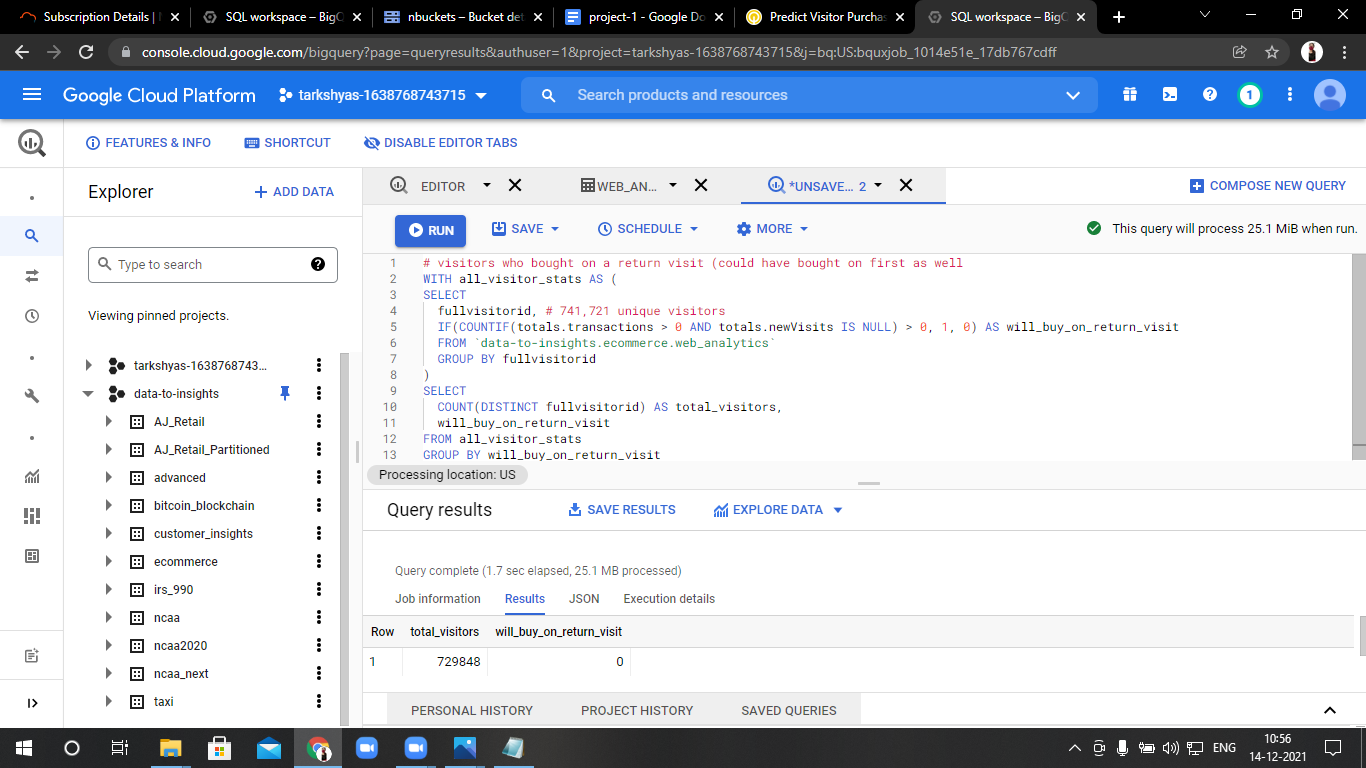 Subscription Details |
SQL workspace – BigQ
nbuckets – Bucket det
project-1 - Google Do
Predict Visitor Purchas
SQL workspace – BigQ
console.cloud.google.com/bigquery?page=queryresults&authuser=1&project=tarkshyas-1638768743715&j=bq:US:bquxjob_1014e51e_17db767cdff
Google Cloud Platform
tarkshyas-1638768743715
Search products and resources
1
FEATURES & INFO
SHORTCUT
DISABLE EDITOR TABS
Explorer
+ ADD DATA
EDITOR
WEB_AN...
*UNSAVE... 2
COMPOSE NEW QUERY
RUN
SAVE
SCHEDULE
MORE
This query will process 25.1 MiB when run.
Type to search
Viewing pinned projects.
tarkshyas-1638768743...
data-to-insights
AJ_Retail
AJ_Retail_Partitioned
advanced
bitcoin_blockchain
customer_insights
ecommerce
irs_990
ncaa
ncaa2020
ncaa_next
taxi
1 # visitors who bought on a return visit (could have bought on first as well
2 WITH all_visitor_stats AS (
3 SELECT
4 fullvisitorid, # 741,721 unique visitors
5 IF(COUNTIF(totals.transactions > 0 AND totals.newVisits IS NULL) > 0, 1, 0) AS will_buy_on_return_visit
6 FROM `data-to-insights.ecommerce.web_analytics`
7 GROUP BY fullvisitorid
8 )
9 SELECT
10 COUNT(DISTINCT fullvisitorid) AS total_visitors,
11 will_buy_on_return_visit
12 FROM all_visitor_stats
13 GROUP BY will_buy_on_return_visit
Processing location: US
Query results
SAVE RESULTS
EXPLORE DATA
Query complete (1.7 sec elapsed, 25.1 MB processed)
Job information
Results
JSON
Execution details
Row total_visitors will_buy_on_return_visit
1 729848 0
PERSONAL HISTORY
PROJECT HISTORY
SAVED QUERIES
ENG
10:56
14-12-2021